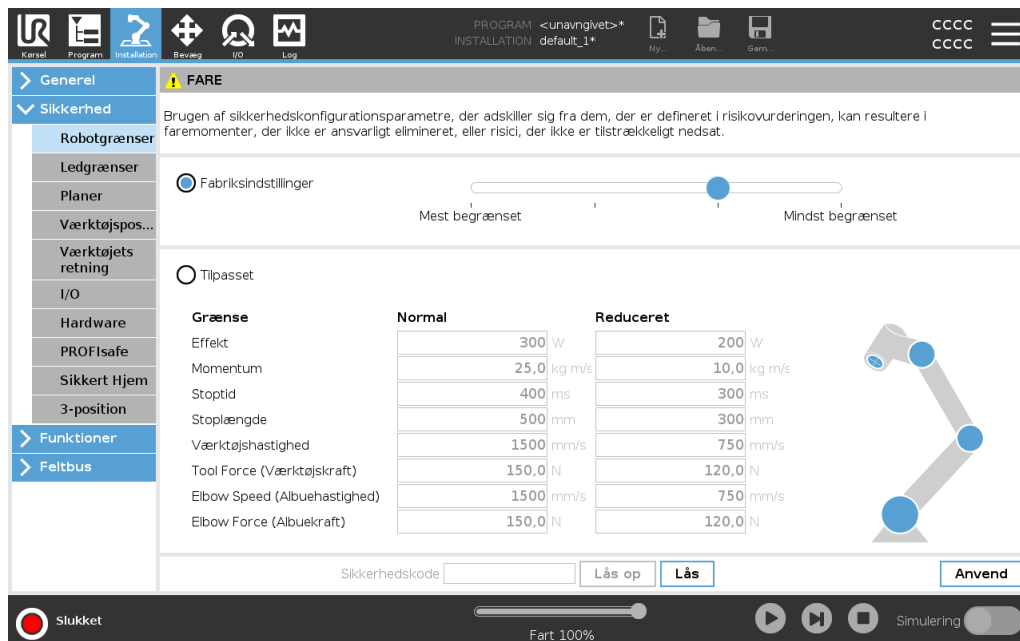 UR
PROGRAM <unavngivet>*
INSTALLATION default_1*
Kørsel Program Installation Bevæg I/O Log
Ny... Åben... Gem...
CCCC
CCCC
Generel
Sikkerhed
Robotgrænser
Ledgrænser
Planer
Værktøjspos...
Værktøjets
retning
I/O
Hardware
PROFIsafe
Sikkert Hjem
3-position
Funktioner
Feltbus
FARE
Brugen af sikkerhedskonfigurationsparametre, der adskiller sig fra dem, der er defineret i risikovurderingen, kan resultere i
faremomenter, der ikke er ansvarligt elimineret, eller risici, der ikke er tilstrækkeligt nedsat.
Fabriksindstillinger
Mest begrænset Mindst begrænset
Tilpasset
Grænse Normal Reduceret
Effekt 300 W 200 W
Momentum 25,0 kg m/s 10,0 kg m/s
Stoptid 400 ms 300 ms
Stoplængde 500 mm 300 mm
Værktøjshastighed 1500 mm/s 750 mm/s
Tool Force (Værktøjskraft) 150,0 N 120,0 N
Elbow Speed (Albuehastighed) 1500 mm/s 750 mm/s
Elbow Force (Albuekraft) 150,0 N 120,0 N
Sikkerhedskode Lås op Lås Anvend
Slukket
Fart 100%
Simulering